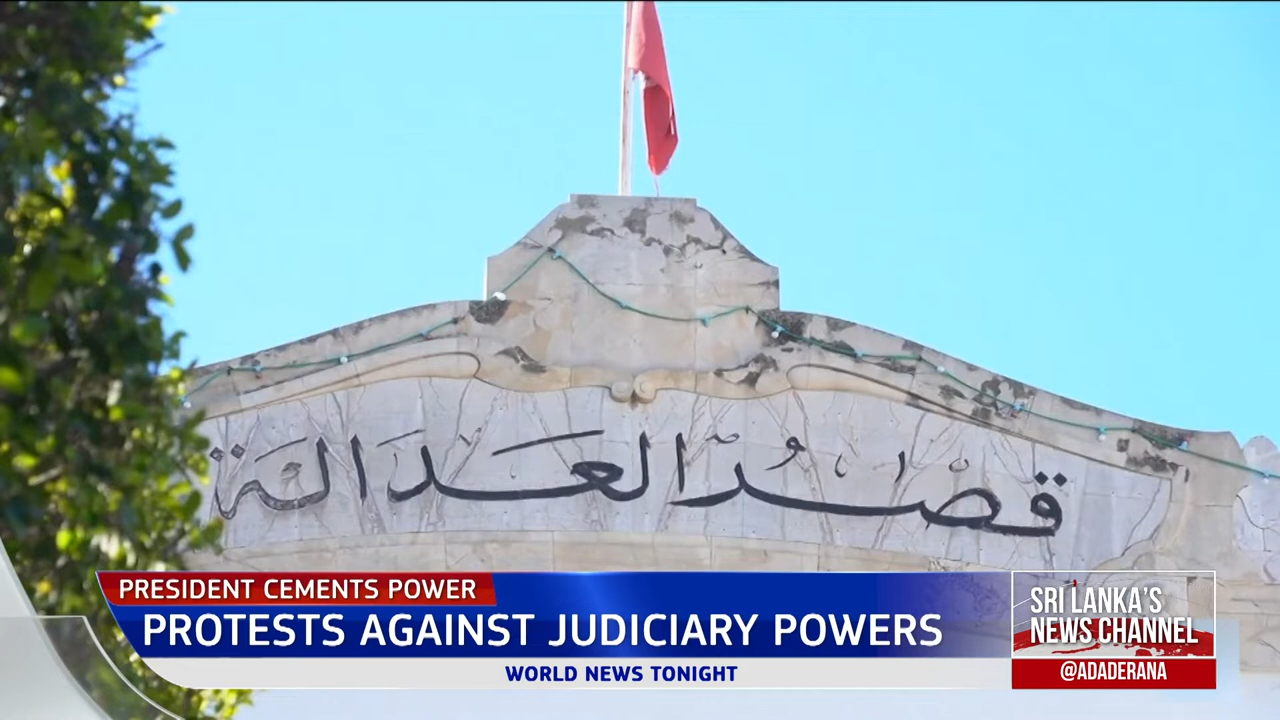 قصر العدالة
PRESIDENT CEMENTS POWER
PROTESTS AGAINST JUDICIARY POWERS
WORLD NEWS TONIGHT
SRI LANKA'S
NEWS CHANNEL
@ADADERANA